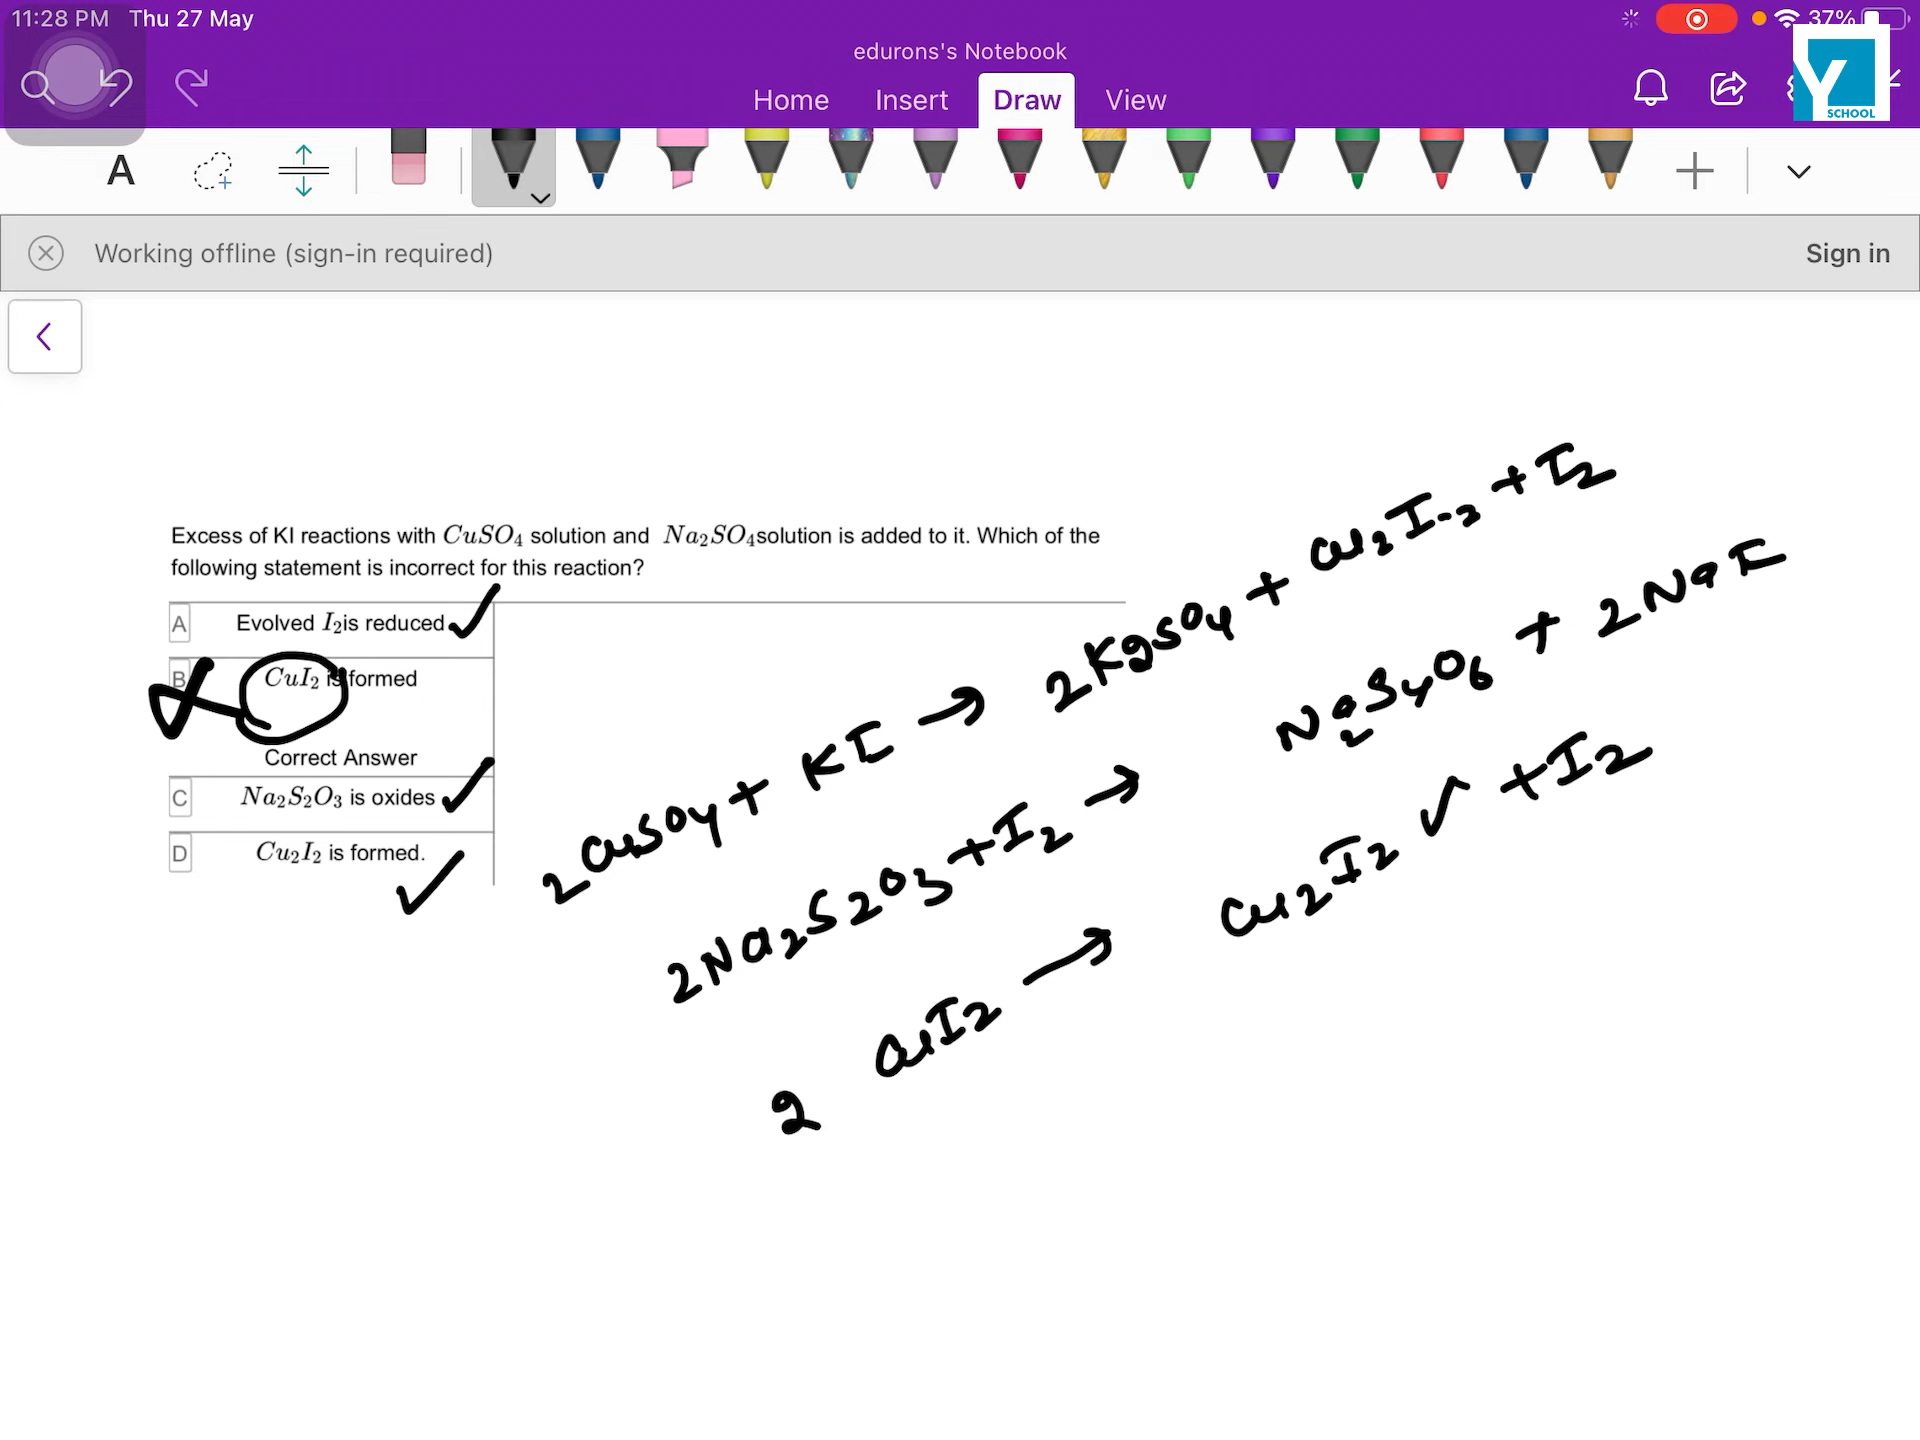 11:28 PM Thu 27 May
37%
edurons's Notebook
Home Insert Draw View
Y SCHOOL
A
Working offline (sign-in required)
Sign in
Excess of KI reactions with CuSO₄ solution and Na₂SO₄solution is added to it. Which of the
following statement is incorrect for this reaction?
A Evolved I₂is reduced
B CuI₂ is formed
Correct Answer
C Na₂S₂O₃ is oxides
D Cu₂I₂ is formed.
2CuSO4 + KI → 2K2SO4 + Cu2I2 + I2
2Na2S2O3 + I2 → Na2S4O6 + 2NaI
2 CuI2 → Cu2I2 ✓ + I2